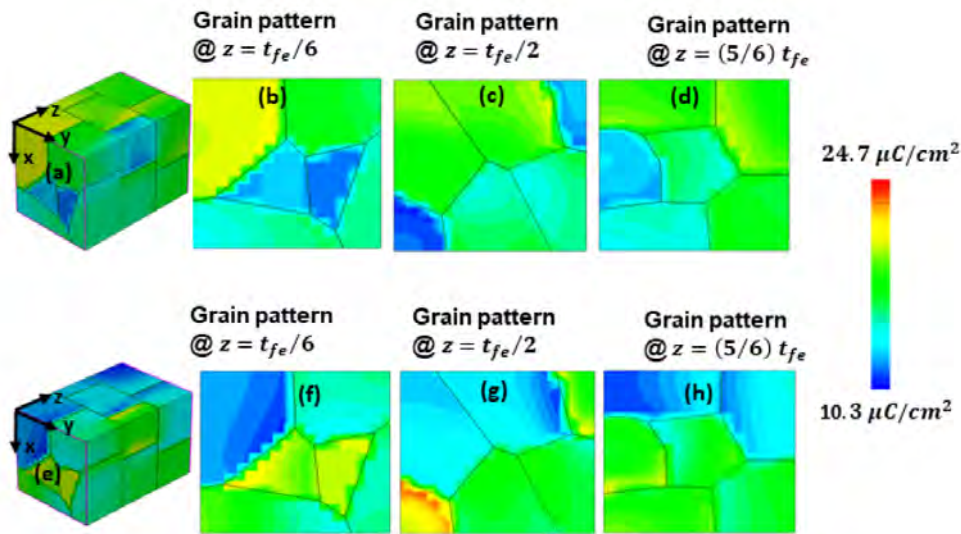 Grain pattern
@ z = t_fe/6
Grain pattern
@ z = t_fe/2
Grain pattern
@ z = (5/6) t_fe
z
y
x
(a)
(b)
(c)
(d)
24.7 μC/cm²
10.3 μC/cm²
Grain pattern
@ z = t_fe/6
Grain pattern
@ z = t_fe/2
Grain pattern
@ z = (5/6) t_fe
z
y
x
(e)
(f)
(g)
(h)